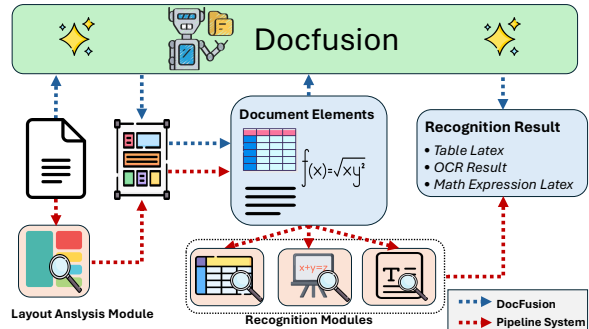 Docfusion
Document Elements
∫(x)=√xy²
Recognition Result
• Table Latex
• OCR Result
• Math Expression Latex
x+y=z
T
Layout Anslysis Module
Recognition Modules
DocFusion
Pipeline System